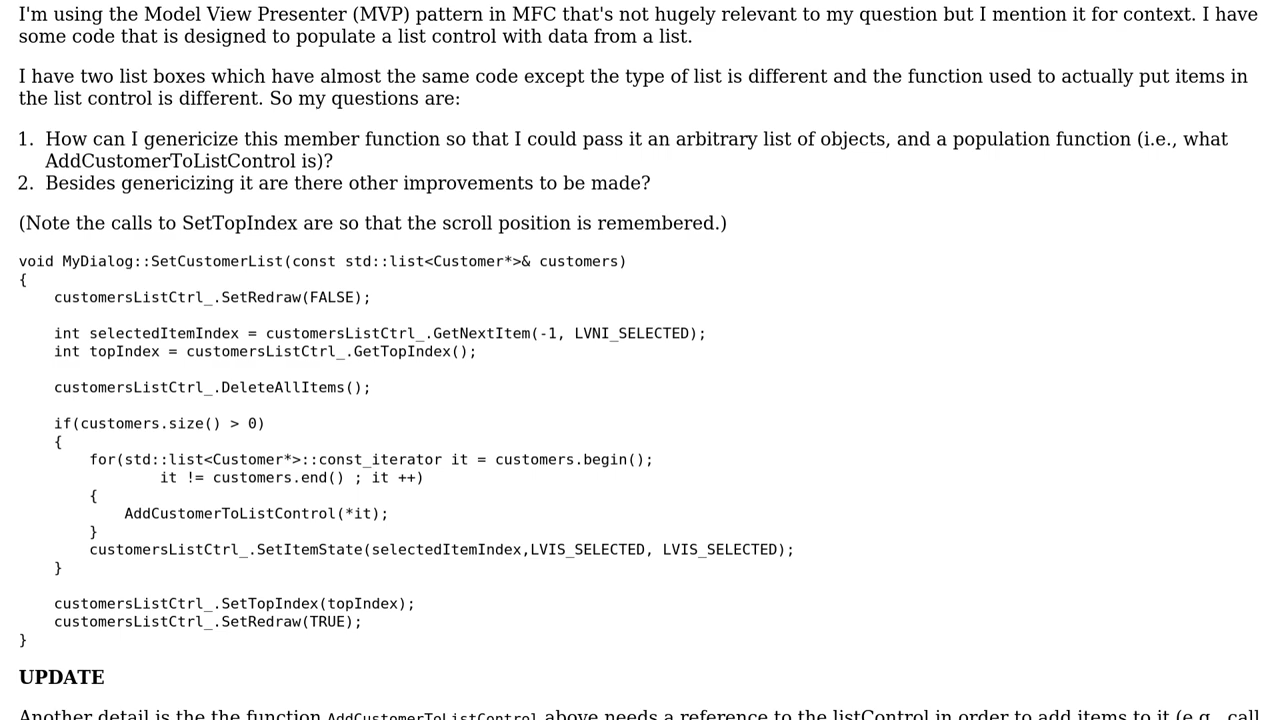 I'm using the Model View Presenter (MVP) pattern in MFC that's not hugely relevant to my question but I mention it for context. I have
some code that is designed to populate a list control with data from a list.
I have two list boxes which have almost the same code except the type of list is different and the function used to actually put items in
the list control is different. So my questions are:
1. How can I genericize this member function so that I could pass it an arbitrary list of objects, and a population function (i.e., what
AddCustomerToListControl is)?
2. Besides genericizing it are there other improvements to be made?
(Note the calls to SetTopIndex are so that the scroll position is remembered.)
void MyDialog::SetCustomerList(const std::list<Customer*>& customers)
{
    customersListCtrl_.SetRedraw(FALSE);
    int selectedItemIndex = customersListCtrl_.GetNextItem(-1, LVNI_SELECTED);
    int topIndex = customersListCtrl_.GetTopIndex();
    customersListCtrl_.DeleteAllItems();
    if(customers.size() > 0)
    {
        for(std::list<Customer*>::const_iterator it = customers.begin();
                it != customers.end() ; it ++)
        {
            AddCustomerToListControl(*it);
        }
        customersListCtrl_.SetItemState(selectedItemIndex,LVIS_SELECTED, LVIS_SELECTED);
    }
    customersListCtrl_.SetTopIndex(topIndex);
    customersListCtrl_.SetRedraw(TRUE);
}
UPDATE
Another detail is the the function AddCustomerToListControl above needs a reference to the listControl in order to add items to it (e.g., call